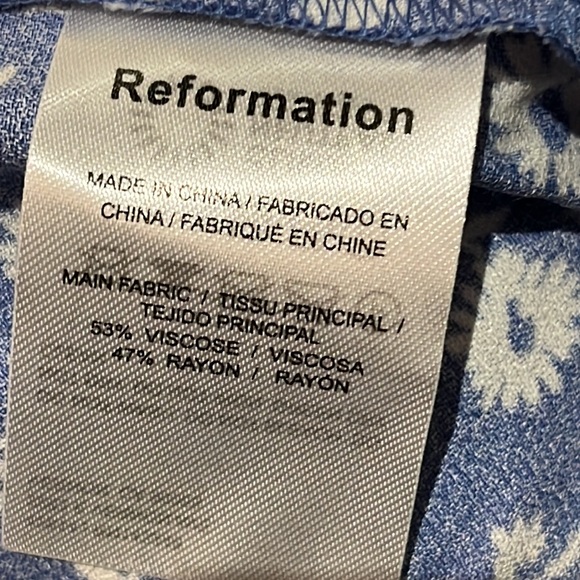 Reformation
MADE IN CHINA / FABRICADO EN
CHINA / FABRIQUÉ EN CHINE
MAIN FABRIC / TISSU PRINCIPAL /
TEJIDO PRINCIPAL
53% VISCOSE / VISCOSA
47% RAYON / RAYÓN